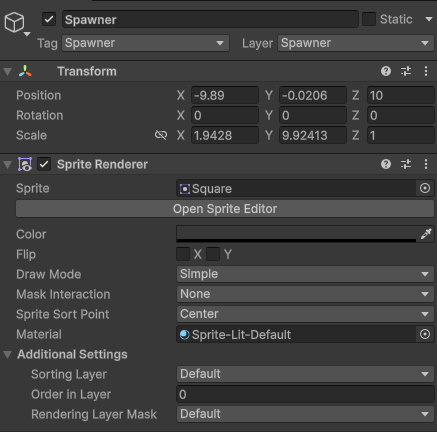 Spawner Static
Tag Spawner Layer Spawner
Transform
Position X -9.89 Y -0.0206 Z 10
Rotation X 0 Y 0 Z 0
Scale X 1.9428 Y 9.92413 Z 1
Sprite Renderer
Sprite Square
Open Sprite Editor
Color
Flip X Y
Draw Mode Simple
Mask Interaction None
Sprite Sort Point Center
Material Sprite-Lit-Default
Additional Settings
Sorting Layer Default
Order in Layer 0
Rendering Layer Mask Default